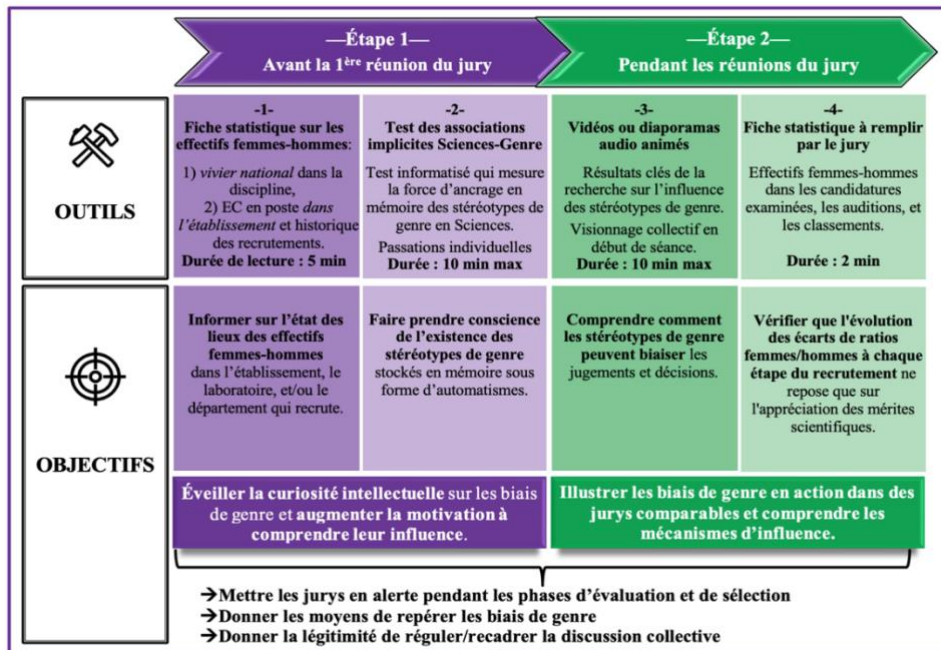 —Étape 1—
Avant la 1ère réunion du jury
—Étape 2—
Pendant les réunions du jury
OUTILS
-1-
Fiche statistique sur les
effectifs femmes-hommes:
1) vivier national dans la
discipline,
2) EC en poste dans
l'établissement et historique
des recrutements.
Durée de lecture : 5 min
-2-
Test des associations
implicites Sciences-Genre
Test informatisé qui mesure
la force d'ancrage en
mémoire des stéréotypes de
genre en Sciences.
Passations individuelles
Durée : 10 min max
-3-
Vidéos ou diaporamas
audio animés
Résultats clés de la
recherche sur l'influence
des stéréotypes de genre.
Visionnage collectif en
début de séance.
Durée : 10 min max
-4-
Fiche statistique à remplir
par le jury
Effectifs femmes-hommes
dans les candidatures
examinées, les auditions, et
les classements.
Durée : 2 min
OBJECTIFS
Informer sur l'état des
lieux des effectifs
femmes-hommes
dans l'établissement, le
laboratoire, et/ou le
département qui recrute.
Faire prendre conscience
de l'existence des
stéréotypes de genre
stockés en mémoire sous
forme d'automatismes.
Comprendre comment
les stéréotypes de genre
peuvent biaiser les
jugements et décisions.
Vérifier que l'évolution
des écarts de ratios
femmes/hommes à chaque
étape du recrutement ne
repose que sur
l'appréciation des mérites
scientifiques.
Éveiller la curiosité intellectuelle sur les biais
de genre et augmenter la motivation à
comprendre leur influence.
Illustrer les biais de genre en action dans des
jurys comparables et comprendre les
mécanismes d'influence.
→Mettre les jurys en alerte pendant les phases d'évaluation et de sélection
→Donner les moyens de repérer les biais de genre
→Donner la légitimité de réguler/recadrer la discussion collective